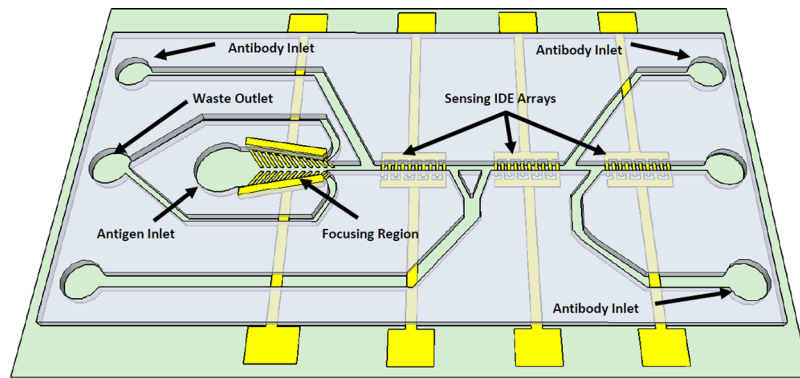 Antibody Inlet
Antibody Inlet
Waste Outlet
Sensing IDE Arrays
Antigen Inlet
Focusing Region
Antibody Inlet